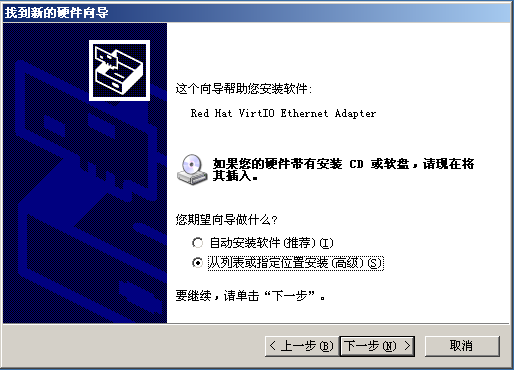 找到新的硬件向导
这个向导帮助您安装软件:
Red Hat VirtIO Ethernet Adapter
如果您的硬件带有安装 CD 或软盘，请现在将
其插入。
您期望向导做什么?
自动安装软件(推荐)(I)
从列表或指定位置安装(高级)(S)
要继续，请单击“下一步”。
< 上一步(B) 下一步(N) > 取消